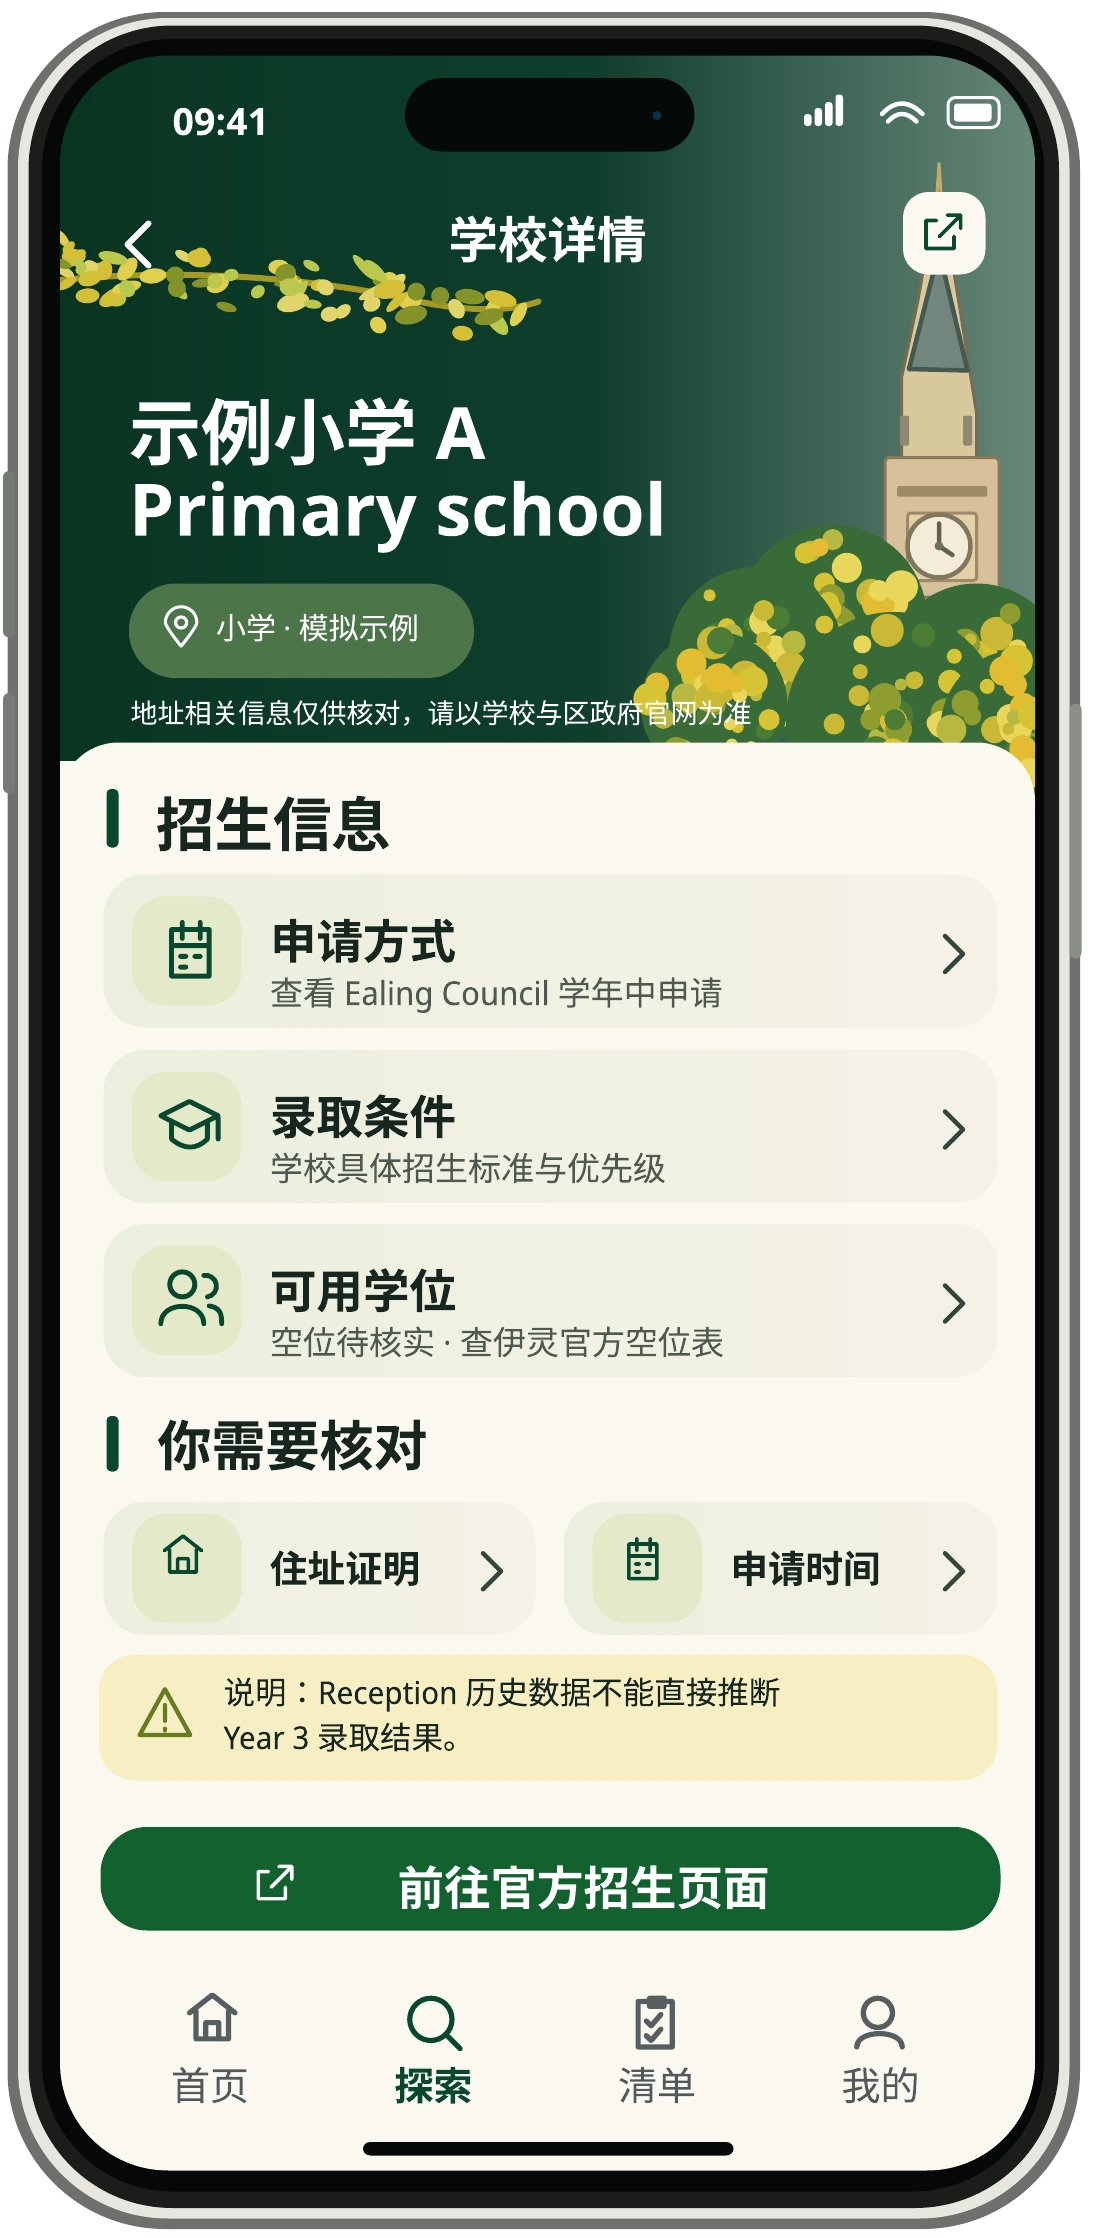 09:41
学校详情
示例小学 A
Primary school
小学 · 模拟示例
地址相关信息仅供核对，请以学校与区政府官网为准
招生信息
申请方式
查看 Ealing Council 学年中申请
录取条件
学校具体招生标准与优先级
可用学位
空位待核实 · 查伊灵官方空位表
你需要核对
住址证明
申请时间
说明：Reception 历史数据不能直接推断
Year 3 录取结果。
前往官方招生页面
首页
探索
清单
我的